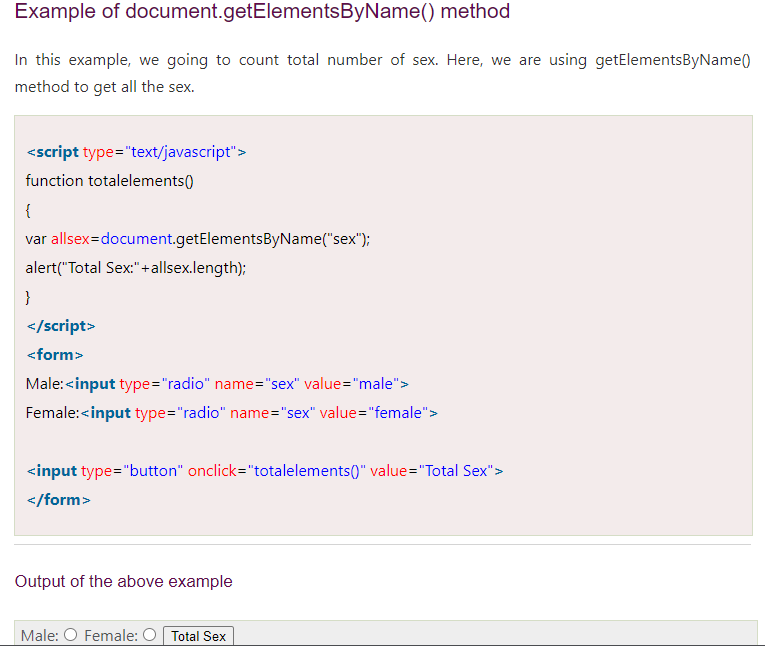 Example of document.getElementsByName() method
In this example, we going to count total number of sex. Here, we are using getElementsByName()
method to get all the sex.
<script type="text/javascript">
function totalelements()
{
var allsex=document.getElementsByName("sex");
alert("Total Sex:"+allsex.length);
}
</script>
<form>
Male:<input type="radio" name="sex" value="male">
Female:<input type="radio" name="sex" value="female">
<input type="button" onclick="totalelements()" value="Total Sex">
</form>
Output of the above example
Male: Female: Total Sex